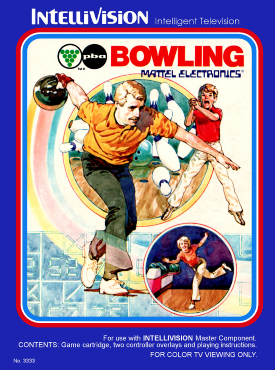 INTELLIVISION Intelligent Television
pba BOWLING
MATTEL ELECTRONICS®
For use with INTELLIVISION Master Component.
CONTENTS: Game cartridge, two controller overlays and playing instructions.
FOR COLOR TV VIEWING ONLY.
No. 3333